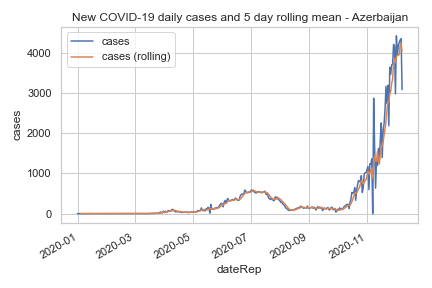 New COVID-19 daily cases and 5 day rolling mean - Azerbaijan
cases
cases (rolling)
4000
3000
2000
1000
0
cases
2020-01
2020-03
2020-05
2020-07
2020-09
2020-11
dateRep